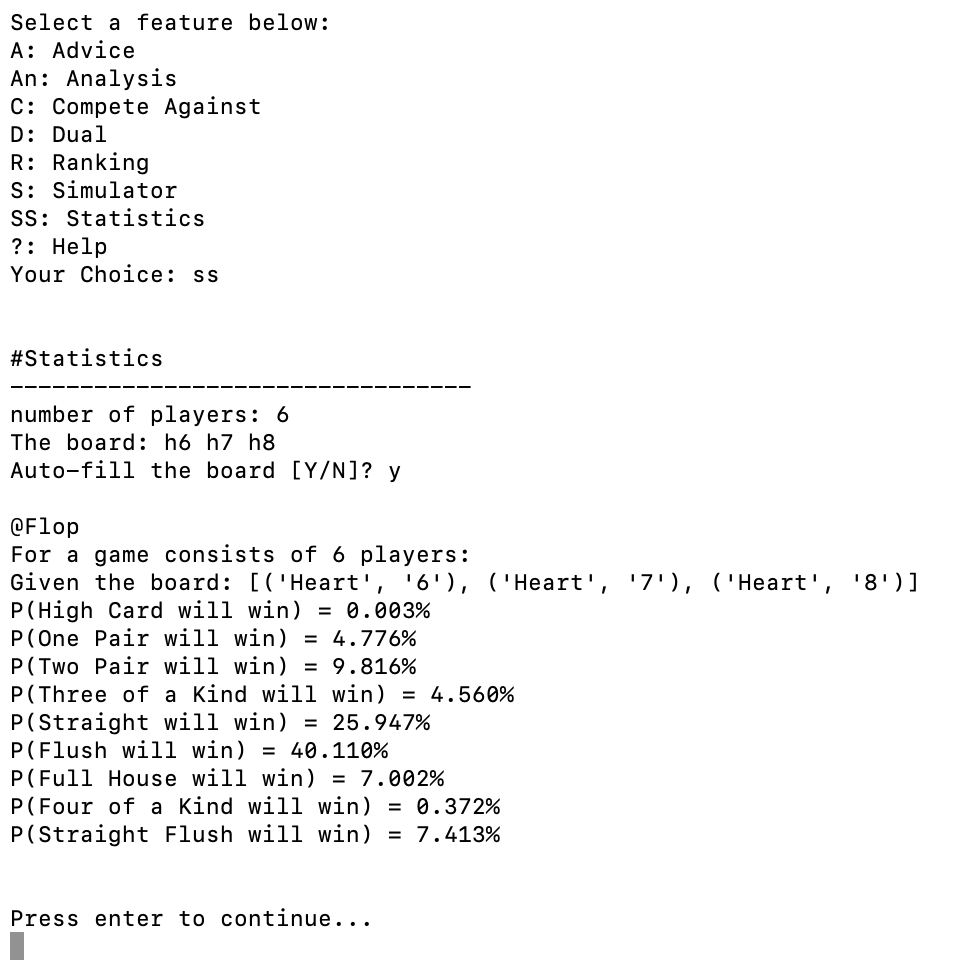 Select a feature below:
A: Advice
An: Analysis
C: Compete Against
D: Dual
R: Ranking
S: Simulator
SS: Statistics
?: Help
Your Choice: ss
#Statistics
---------------------------------
number of players: 6
The board: h6 h7 h8
Auto-fill the board [Y/N]? y
@Flop
For a game consists of 6 players:
Given the board: [('Heart', '6'), ('Heart', '7'), ('Heart', '8')]
P(High Card will win) = 0.003%
P(One Pair will win) = 4.776%
P(Two Pair will win) = 9.816%
P(Three of a Kind will win) = 4.560%
P(Straight will win) = 25.947%
P(Flush will win) = 40.110%
P(Full House will win) = 7.002%
P(Four of a Kind will win) = 0.372%
P(Straight Flush will win) = 7.413%
Press enter to continue...